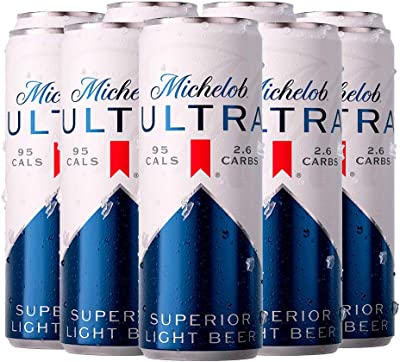 Michelob
ULTRA
95 CALS
2.6 CARBS
®
SUPERIOR
LIGHT BEER